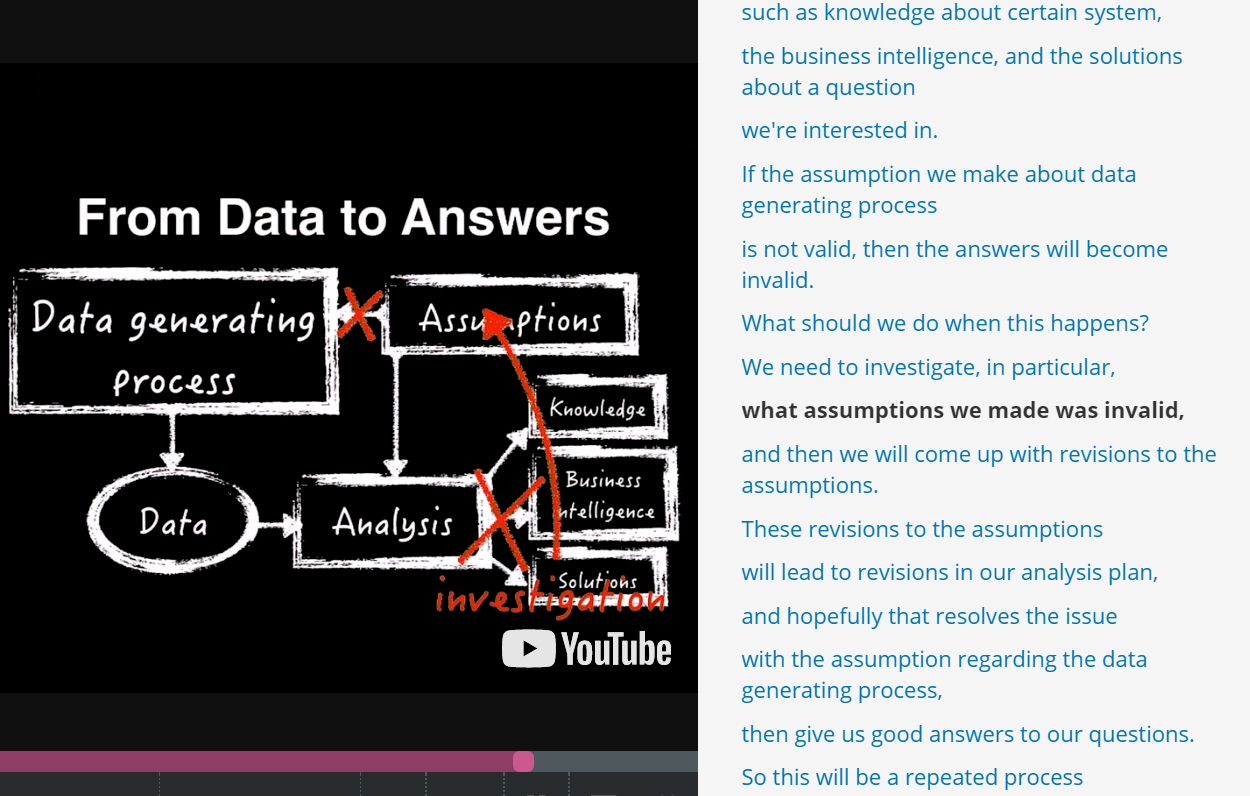 From Data to Answers
Data generating
process
Assumptions
Knowledge
Business
Intelligence
Data
Analysis
Solutions
investigation
YouTube
such as knowledge about certain system,
the business intelligence, and the solutions
about a question
we're interested in.
If the assumption we make about data
generating process
is not valid, then the answers will become
invalid.
What should we do when this happens?
We need to investigate, in particular,
what assumptions we made was invalid,
and then we will come up with revisions to the
assumptions.
These revisions to the assumptions
will lead to revisions in our analysis plan,
and hopefully that resolves the issue
with the assumption regarding the data
generating process,
then give us good answers to our questions.
So this will be a repeated process